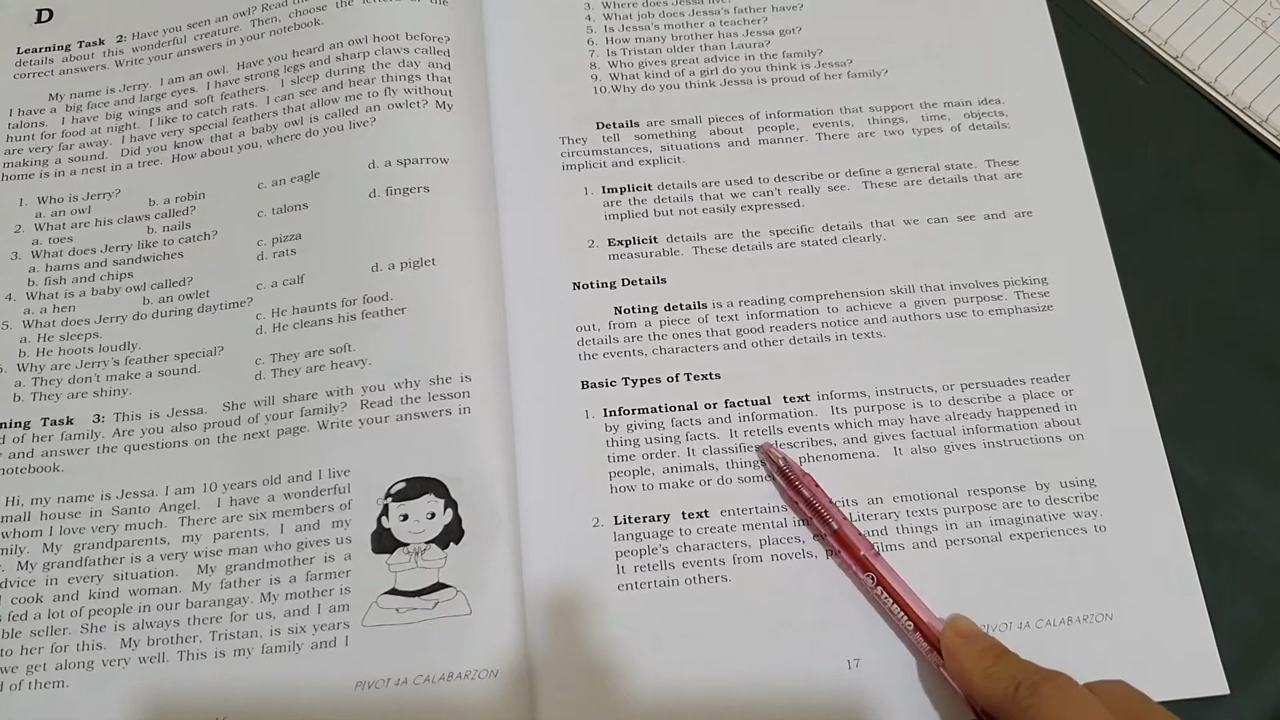 D
Learning Task 2: Have you seen an owl? Read the
details about this wonderful creature. Then, choose the letters of the
correct answers. Write your answers in your notebook.
My name is Jerry. I am an owl. Have you heard an owl hoot before?
I have a big face and large eyes. I have strong legs and sharp claws called
talons. I have big wings and soft feathers. I sleep during the day and
hunt for food at night. I like to catch rats. I can see and hear things that
are very far away. I have very special feathers that allow me to fly without
making a sound. Did you know that a baby owl is called an owlet? My
home is in a nest in a tree. How about you, where do you live?
1. Who is Jerry?
a. an owl b. a robin c. an eagle d. a sparrow
2. What are his claws called?
a. toes b. nails c. talons d. fingers
3. What does Jerry like to catch?
a. hams and sandwiches c. pizza
b. fish and chips d. rats
4. What is a baby owl called?
a. a hen b. an owlet c. a calf d. a piglet
5. What does Jerry do during daytime?
a. He sleeps. c. He haunts for food.
b. He hoots loudly. d. He cleans his feather
. Why are Jerry's feather special?
a. They don't make a sound. c. They are soft.
b. They are shiny. d. They are heavy.
ning Task 3: This is Jessa. She will share with you why she is
d of her family. Are you also proud of your family? Read the lesson
and answer the questions on the next page. Write your answers in
notebook.
Hi, my name is Jessa. I am 10 years old and I live
mall house in Santo Angel. I have a wonderful
whom I love very much. There are six members of
mily. My grandparents, my parents, I and my
. My grandfather is a very wise man who gives us
dvice in every situation. My grandmother is a
cook and kind woman. My father is a farmer
fed a lot of people in our barangay. My mother is
ble seller. She is always there for us, and I am
to her for this. My brother, Tristan, is six years
we get along very well. This is my family and I
d of them.
PIVOT 4A CALABARZON
3. Where does Jessa live?
4. What job does Jessa's father have?
5. Is Jessa's mother a teacher?
6. How many brother has Jessa got?
7. Is Tristan older than Laura?
8. Who gives great advice in the family?
9. What kind of a girl do you think is Jessa?
10.Why do you think Jessa is proud of her family?
Details are small pieces of information that support the main idea.
They tell something about people, events, things, time, objects,
circumstances, situations and manner. There are two types of details:
implicit and explicit.
1. Implicit details are used to describe or define a general state. These
are the details that we can't really see. These are details that are
implied but not easily expressed.
2. Explicit details are the specific details that we can see and are
measurable. These details are stated clearly.
Noting Details
Noting details is a reading comprehension skill that involves picking
out, from a piece of text information to achieve a given purpose. These
details are the ones that good readers notice and authors use to emphasize
the events, characters and other details in texts.
Basic Types of Texts
1. Informational or factual text informs, instructs, or persuades reader
by giving facts and information. Its purpose is to describe a place or
thing using facts. It retells events which may have already happened in
time order. It classifies, describes, and gives factual information about
people, animals, things phenomena. It also gives instructions on
how to make or do some
2. Literary text entertains cits an emotional response by using
language to create mental im Literary texts purpose are to describe
people's characters, places, and things in an imaginative way.
It retells events from novels, films and personal experiences to
entertain others.
17
PIVOT 4A CALABARZON
STABILO